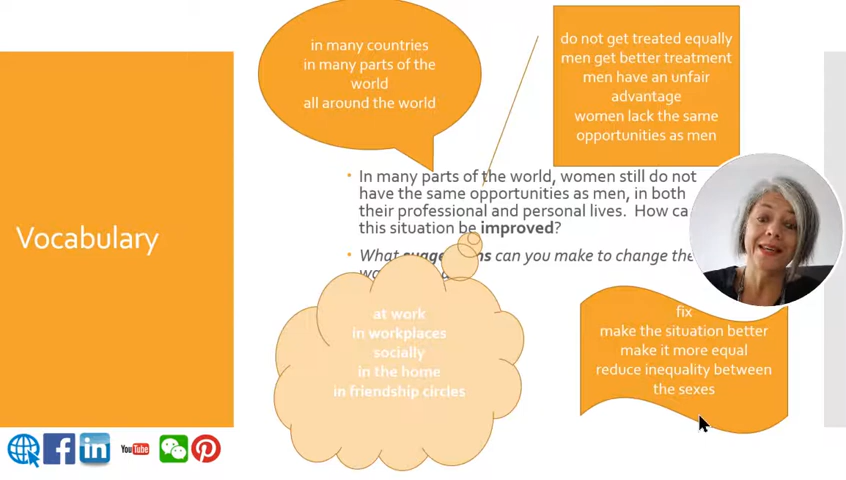 in many countries
in many parts of the
world
all around the world
do not get treated equally
men get better treatment
men have an unfair
advantage
women lack the same
opportunities as men
Vocabulary
• In many parts of the world, women still do not
have the same opportunities as men, in both
their professional and personal lives. How ca
this situation be improved?
• What can you make to change the
at work
in workplaces
socially
in the home
in friendship circles
fix
make the situation better
make it more equal
reduce inequality between
the sexes
f
in
YouTube